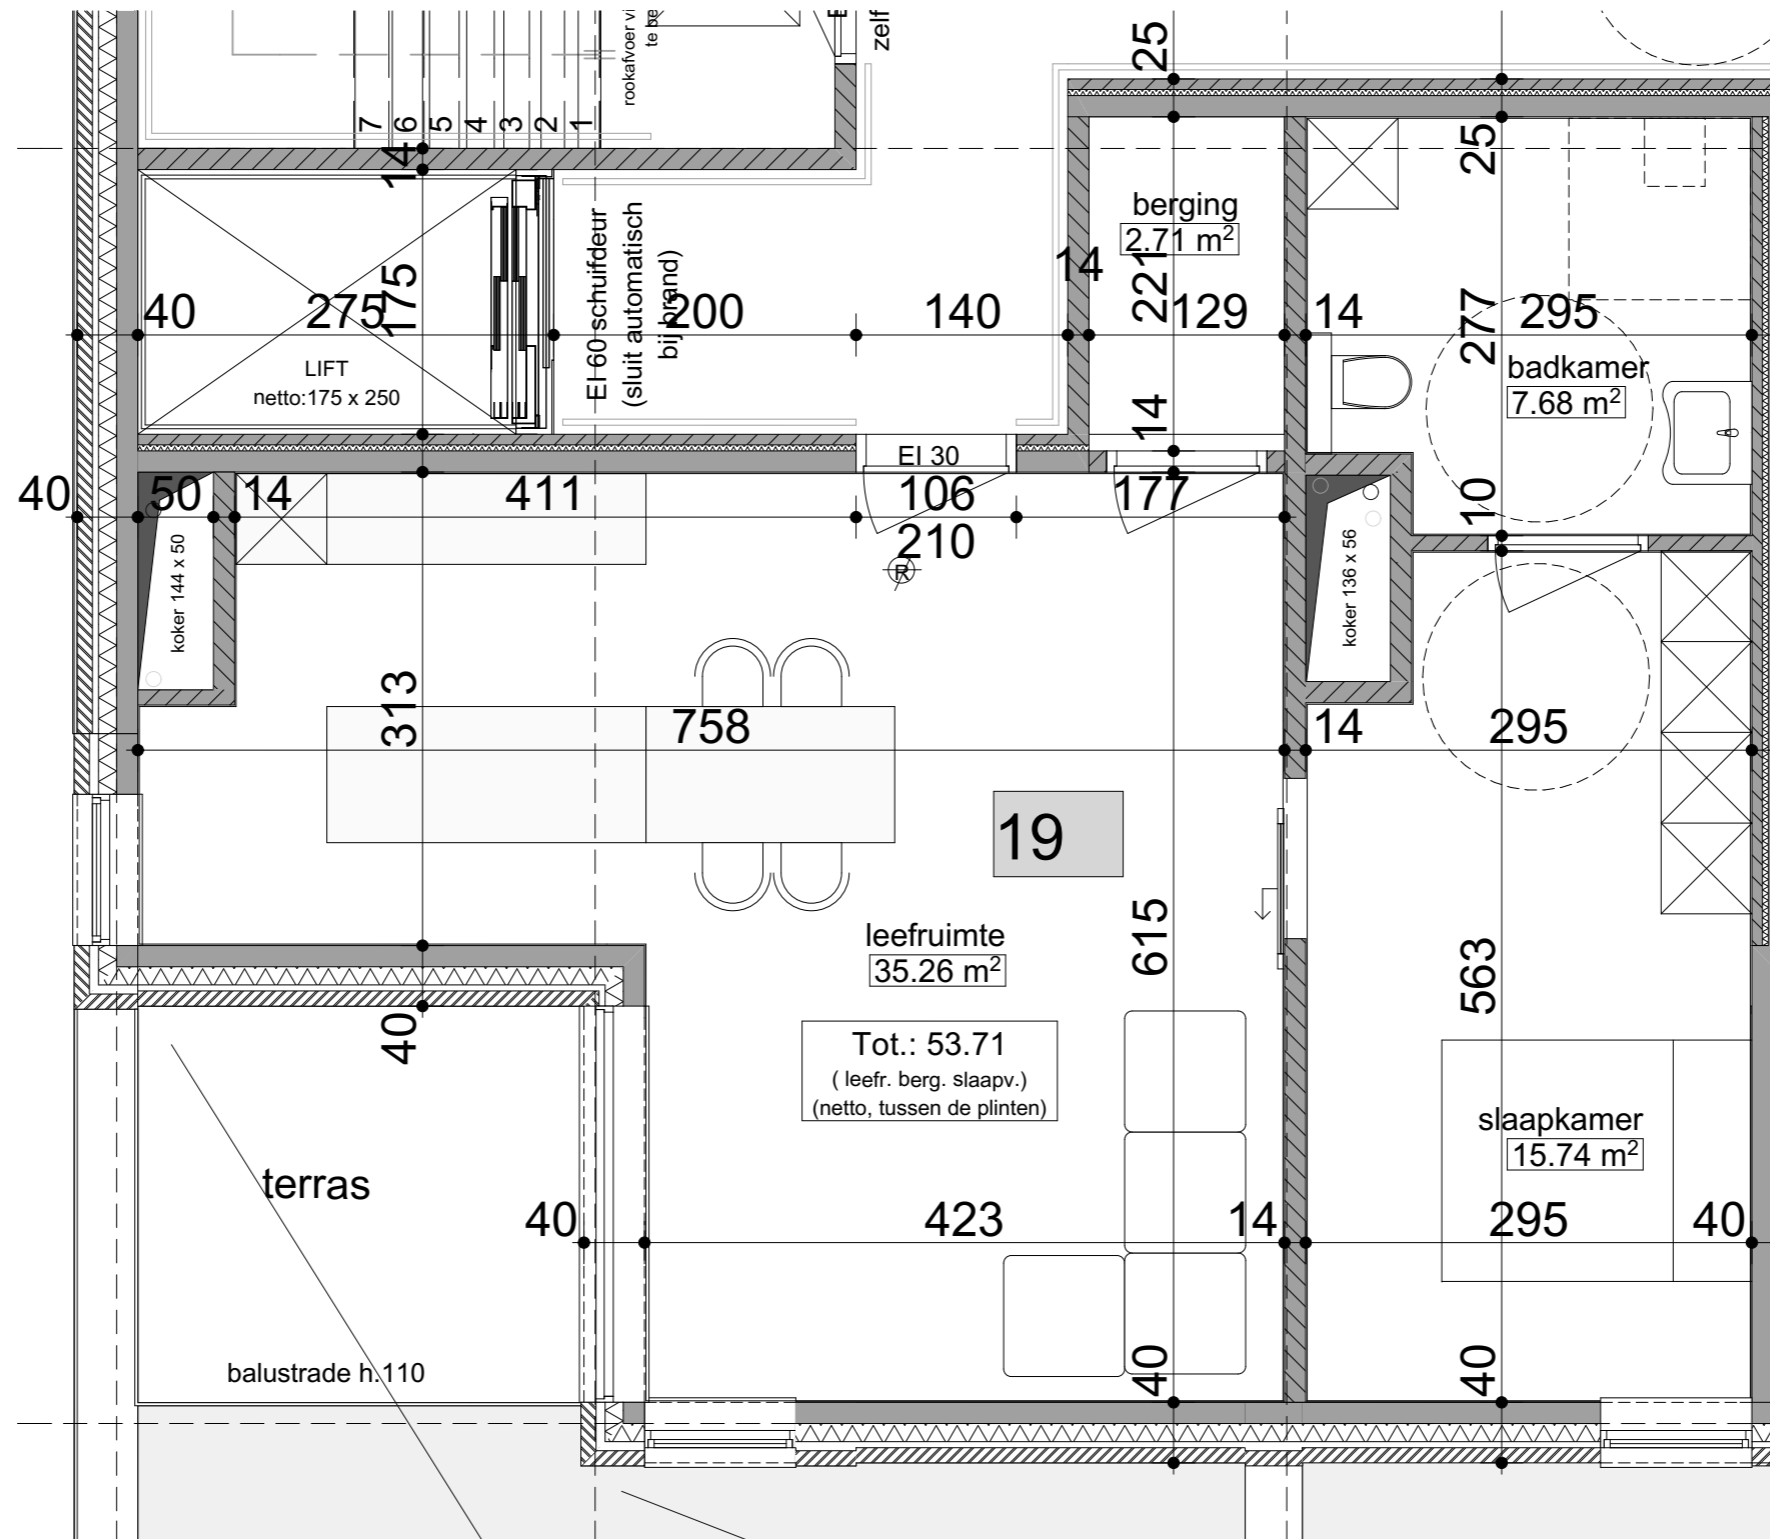 rookafvoer vi
te be
zelf
25
7
6
5
4
3
2
1
14
25
berging
2.71 m²
EI 60 schuifdeur
(sluit automatisch
bij brand)
14
221
175
40
275
200
140
129
14
277
295
LIFT
netto:175 x 250
badkamer
7.68 m²
14
EI 30
40
50
14
411
106
177
10
210
R
koker 144 x 50
koker 136 x 56
313
758
14
295
19
leefruimte
35.26 m²
615
563
40
Tot.: 53.71
( leefr. berg. slaapv.)
(netto, tussen de plinten)
slaapkamer
15.74 m²
terras
40
423
14
295
40
balustrade h.110
40
40